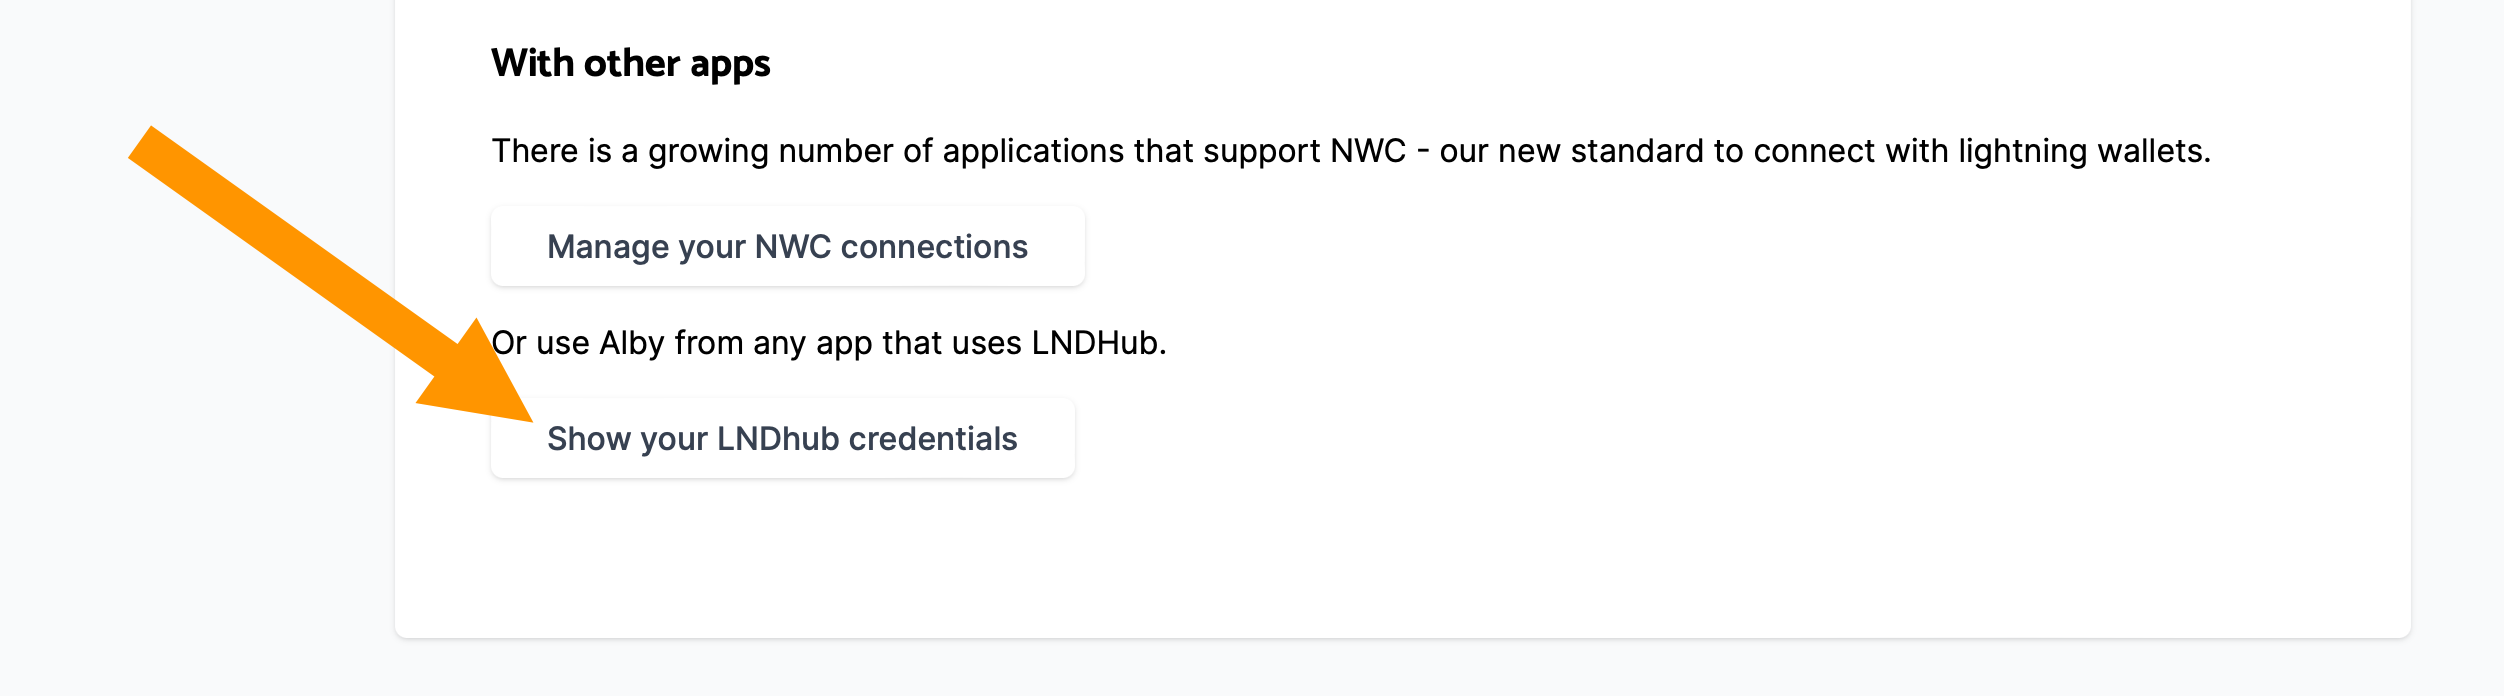 With other apps
There is a growing number of applications that support NWC - our new standard to connect with lightning wallets.
Manage your NWC connections
Or use Alby from any app that uses LNDHub.
Show your LNDhub credentials